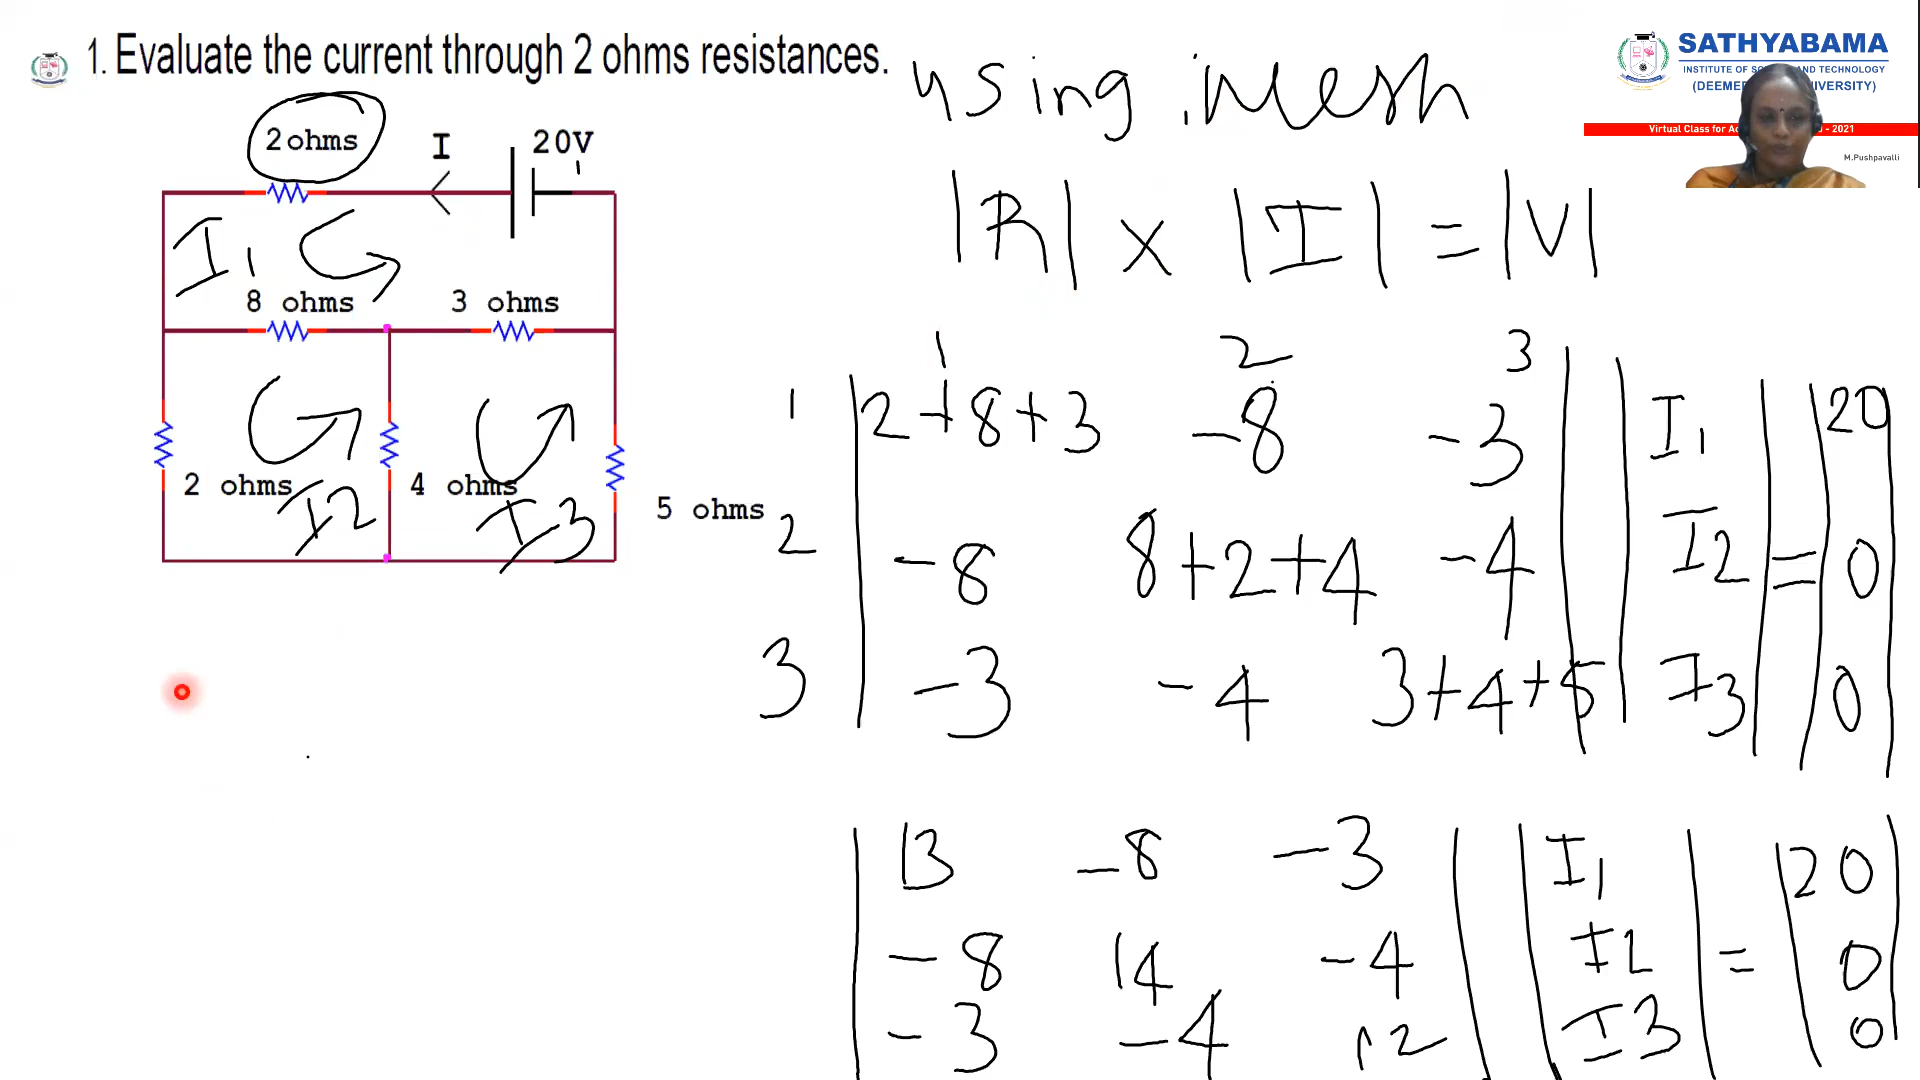 1. Evaluate the current through 2 ohms resistances.
using mesh
SATHYABAMA
INSTITUTE OF AND TECHNOLOGY
(DEEMED UNIVERSITY)
Virtual Class for - 2021
M.Pushpavalli
2 ohms
I
20V
I1
8 ohms
3 ohms
2 ohms
I2
4 ohms
I3
5 ohms
|R| x |I| = |V|
1 2 3
1 | 2+8+3 -8 -3 | | I1 | | 20 |
2 | -8 8+2+4 -4 | | I2 | = | 0 |
3 | -3 -4 3+4+5 | | I3 | | 0 |
| 13 -8 -3 | | I1 | | 20 |
| -8 14 -4 | | I2 | = | 0 |
| -3 -4 12 | | I3 | | 0 |